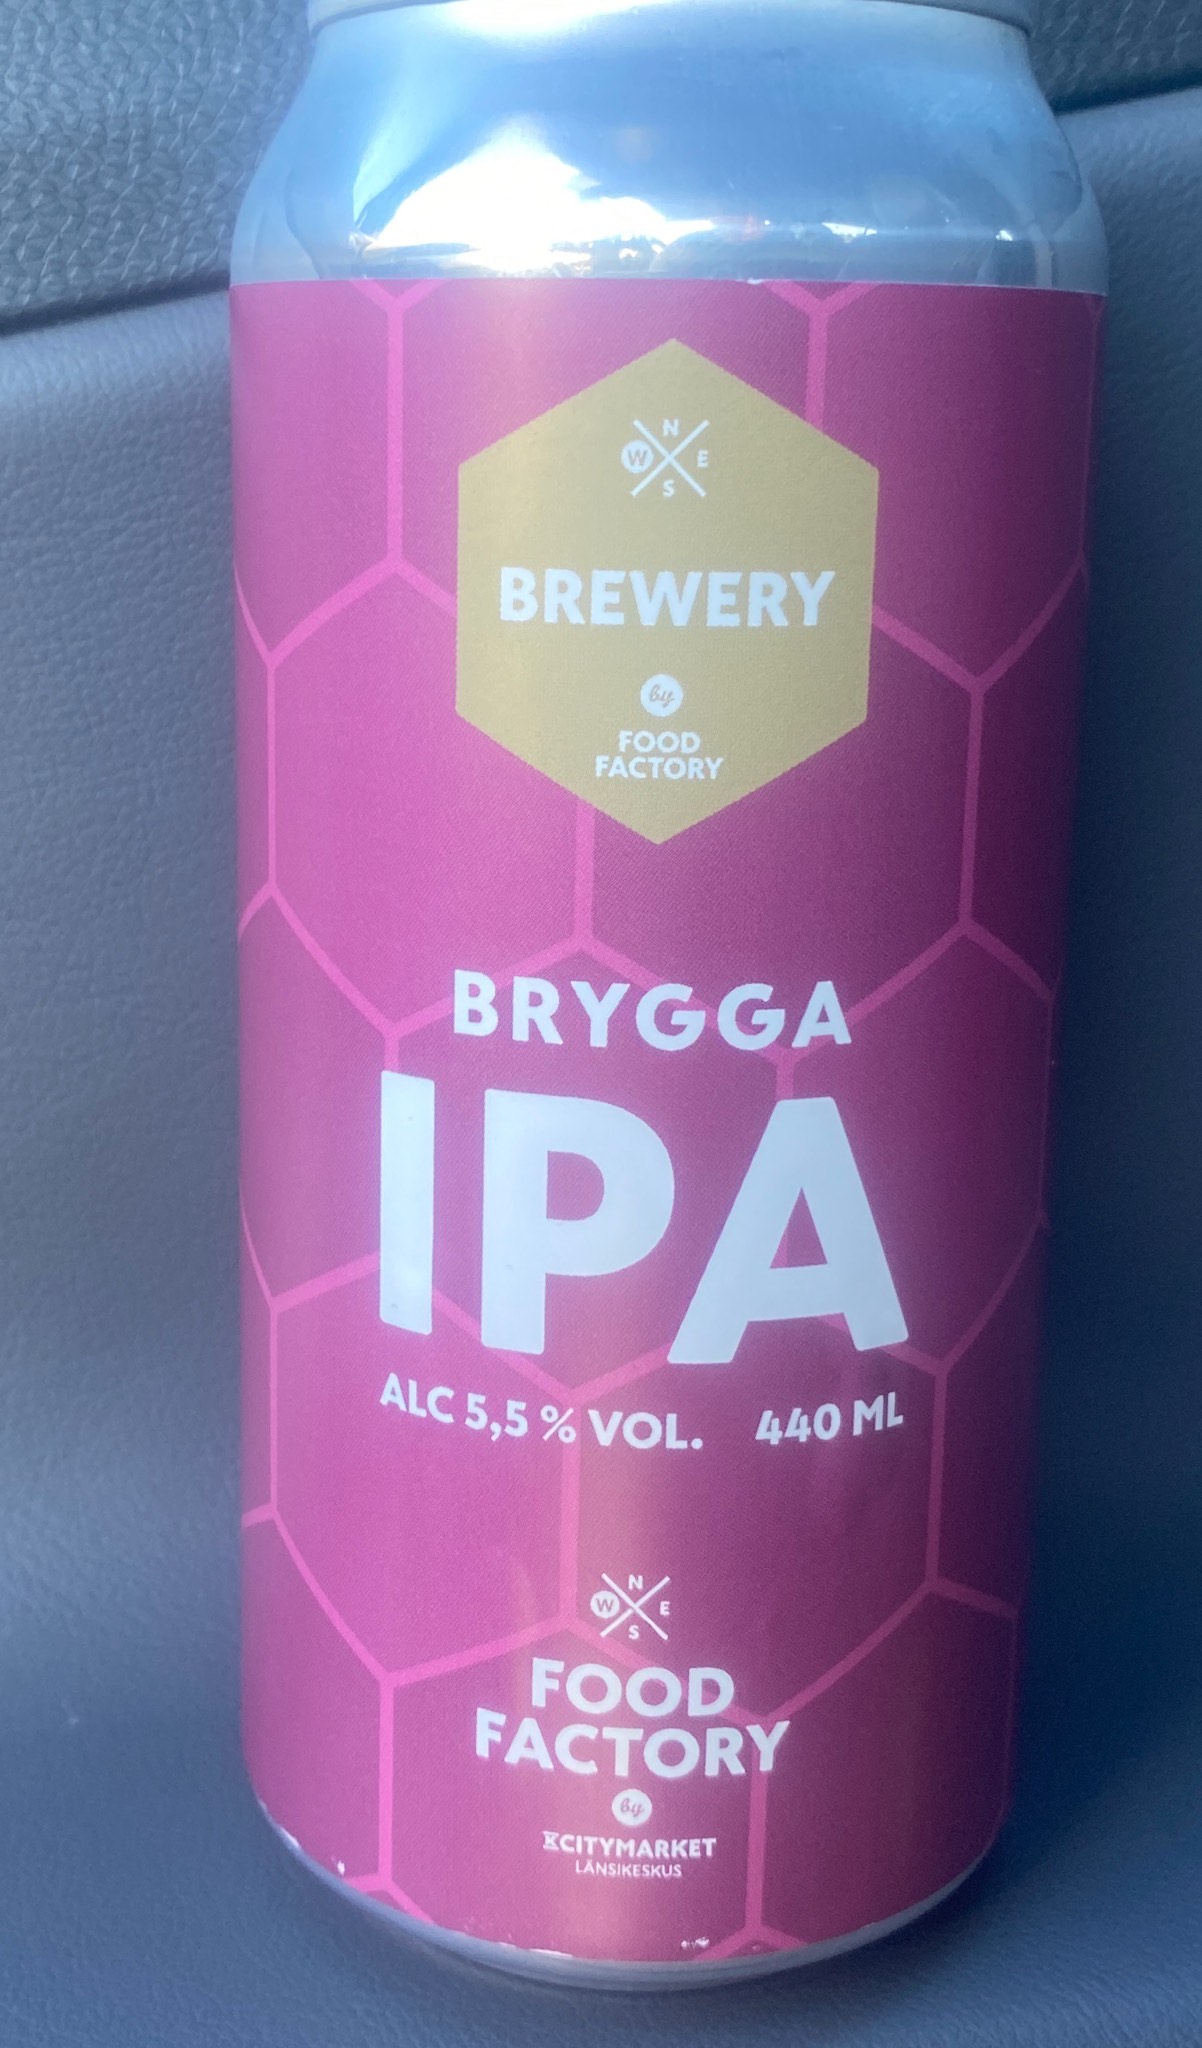 N
W E
S
BREWERY
by
FOOD
FACTORY
BRYGGA
IPA
ALC 5,5 % VOL. 440 ML
N
W E
S
FOOD
FACTORY
by
K CITYMARKET
LÄNSIKESKUS